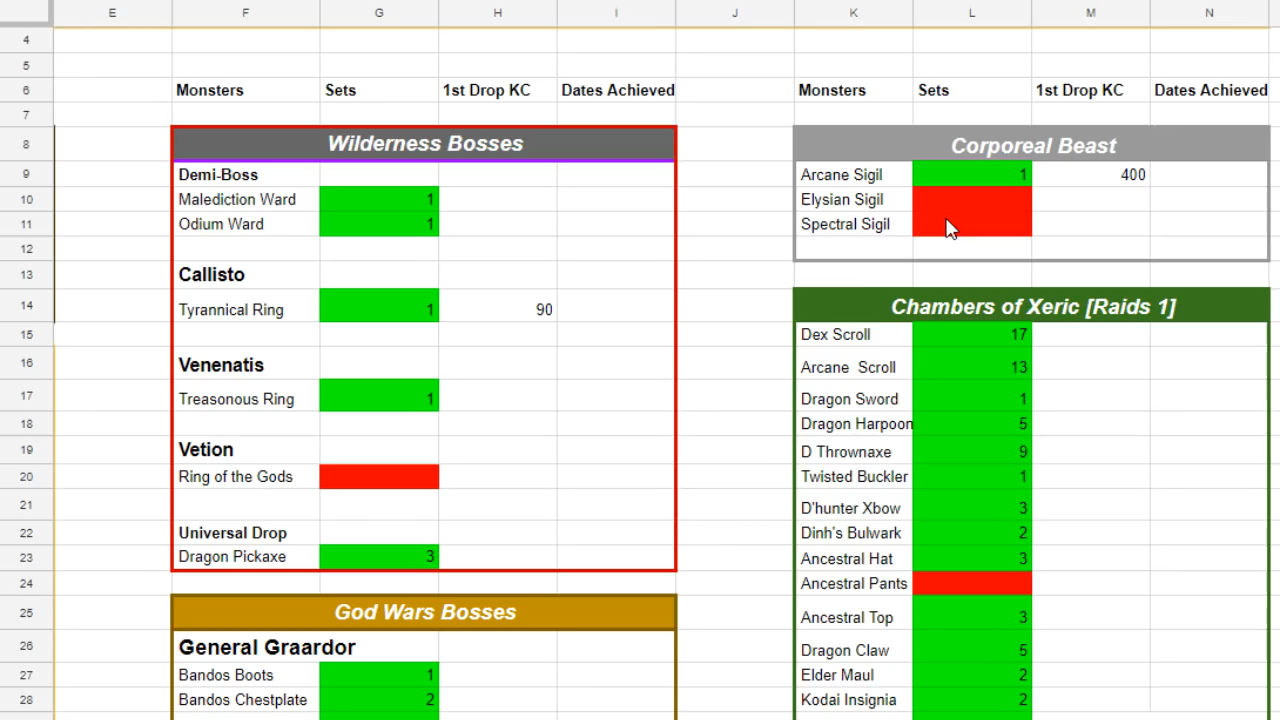 E F G H I J K L M N
4
5
6 Monsters Sets 1st Drop KC Dates Achieved Monsters Sets 1st Drop KC Dates Achieved
7
8 Wilderness Bosses Corporeal Beast
9 Demi-Boss Arcane Sigil 1 400
10 Malediction Ward 1 Elysian Sigil
11 Odium Ward 1 Spectral Sigil
12
13 Callisto Chambers of Xeric [Raids 1]
14 Tyrannical Ring 1 90
15 Dex Scroll 17
16 Venenatis Arcane Scroll 13
17 Treasonous Ring 1 Dragon Sword 1
18 Dragon Harpoon 5
19 Vetion D Thrownaxe 9
20 Ring of the Gods Twisted Buckler 1
21 D'hunter Xbow 3
22 Universal Drop Dinh's Bulwark 2
23 Dragon Pickaxe 3 Ancestral Hat 3
24 Ancestral Pants
25 God Wars Bosses Ancestral Top 3
26 General Graardor Dragon Claw 5
27 Bandos Boots 1 Elder Maul 2
28 Bandos Chestplate 2 Kodai Insignia 2